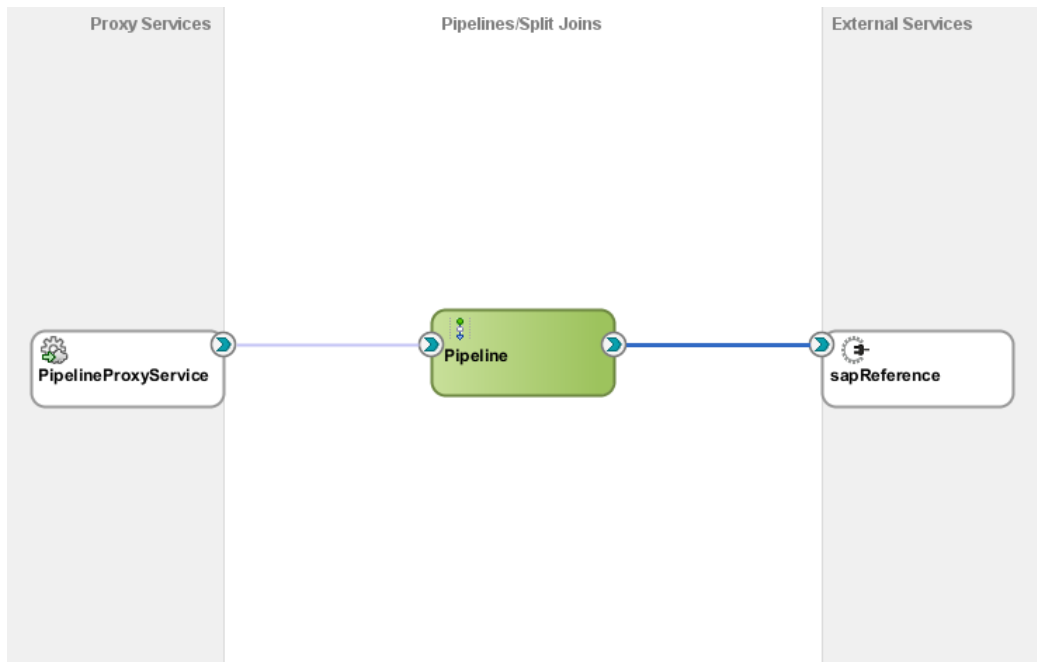 Proxy Services
Pipelines/Split Joins
External Services
PipelineProxyService
Pipeline
sapReference